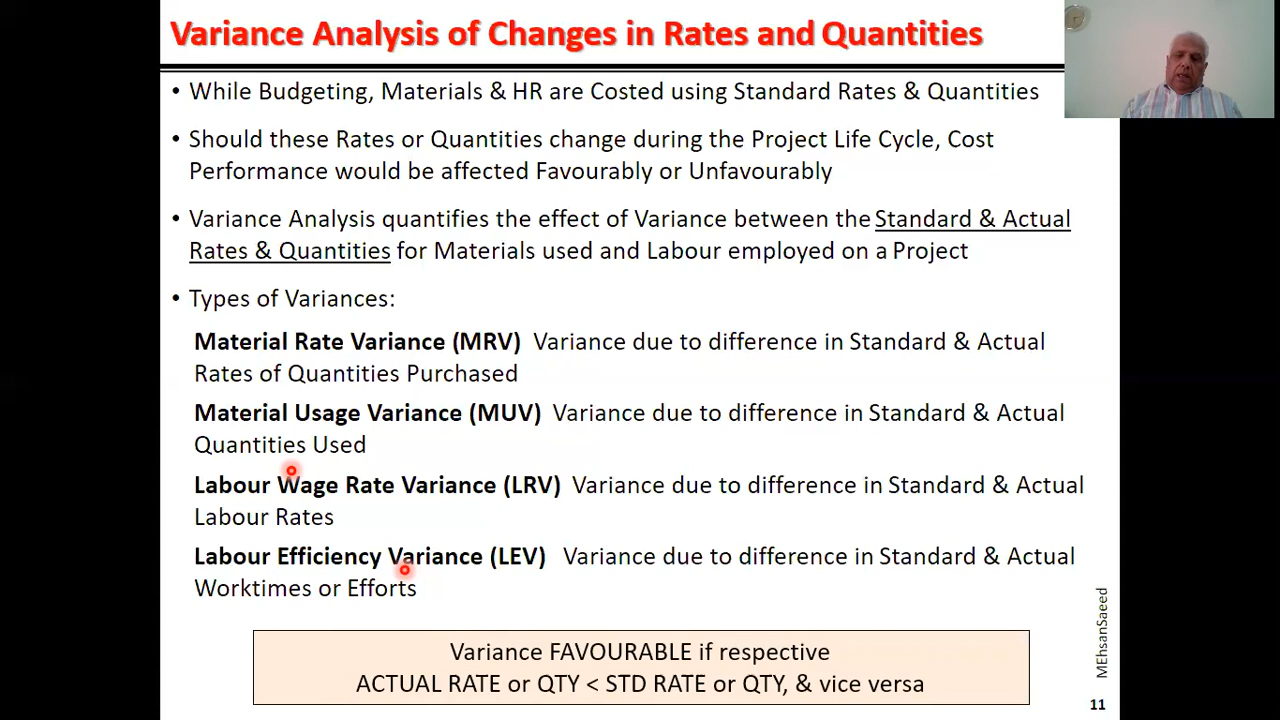 Variance Analysis of Changes in Rates and Quantities
• While Budgeting, Materials & HR are Costed using Standard Rates & Quantities
• Should these Rates or Quantities change during the Project Life Cycle, Cost
Performance would be affected Favourably or Unfavourably
• Variance Analysis quantifies the effect of Variance between the Standard & Actual
Rates & Quantities for Materials used and Labour employed on a Project
• Types of Variances:
Material Rate Variance (MRV) Variance due to difference in Standard & Actual
Rates of Quantities Purchased
Material Usage Variance (MUV) Variance due to difference in Standard & Actual
Quantities Used
Labour Wage Rate Variance (LRV) Variance due to difference in Standard & Actual
Labour Rates
Labour Efficiency Variance (LEV) Variance due to difference in Standard & Actual
Worktimes or Efforts
Variance FAVOURABLE if respective
ACTUAL RATE or QTY < STD RATE or QTY, & vice versa
MEhsanSaeed
11